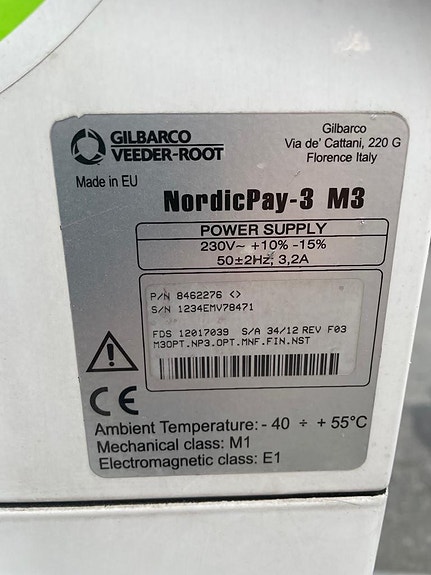 GILBARCO
VEEDER-ROOT
Gilbarco
Via de' Cattani, 220 G
Florence Italy
Made in EU
NordicPay-3 M3
POWER SUPPLY
230V~ +10% -15%
50±2Hz; 3,2A
P/N 8462276 <>
S/N 1234EMV78471
FDS 12017039 S/A 34/12 REV F03
M3OPT.NP3.OPT.MNF.FIN.NST
CE
Ambient Temperature: - 40 ÷ + 55°C
Mechanical class: M1
Electromagnetic class: E1